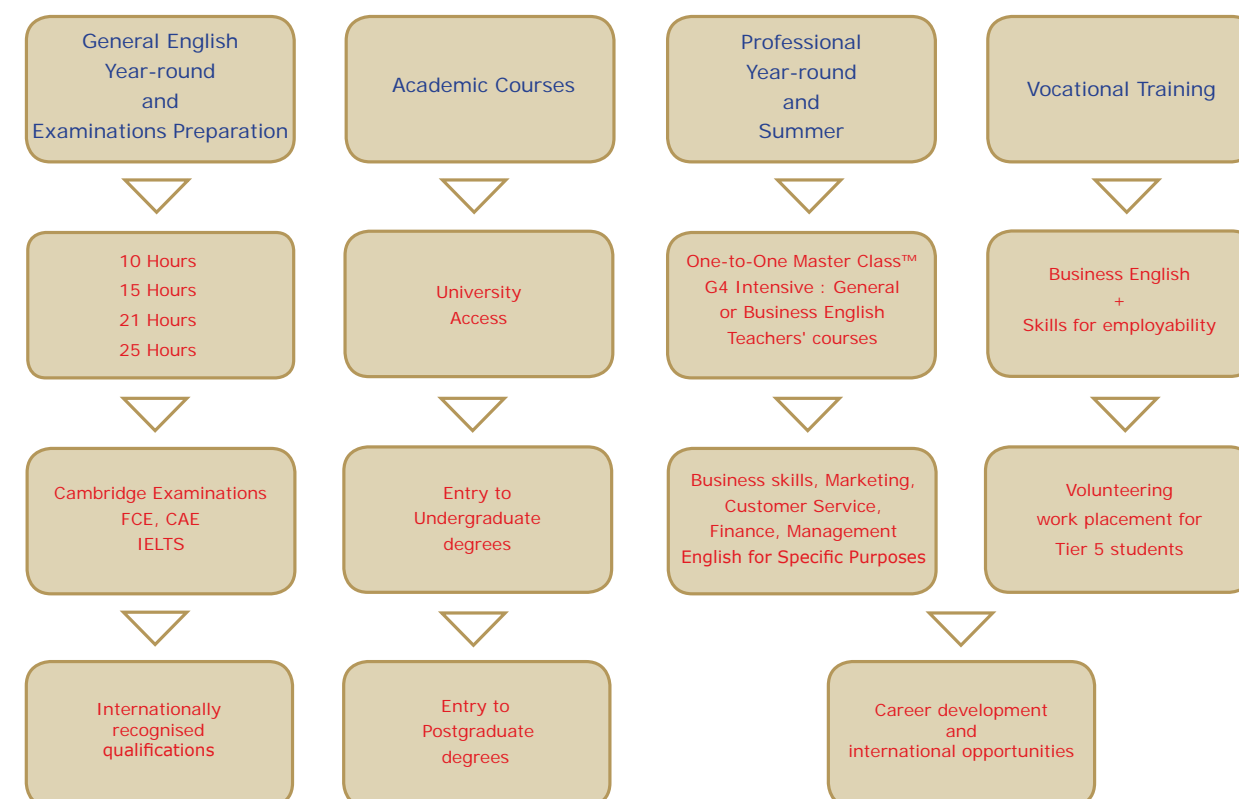 General English
Year-round
and
Examinations Preparation
Academic Courses
Professional
Year-round
and
Summer
Vocational Training
10 Hours
15 Hours
21 Hours
25 Hours
University
Access
One-to-One Master Class™
G4 Intensive : General
or Business English
Teachers' courses
Business English
+
Skills for employability
Cambridge Examinations
FCE, CAE
IELTS
Entry to
Undergraduate
degrees
Business skills, Marketing,
Customer Service,
Finance, Management
English for Specific Purposes
Volunteering
work placement for
Tier 5 students
Internationally
recognised
qualifications
Entry to
Postgraduate
degrees
Career development
and
international opportunities